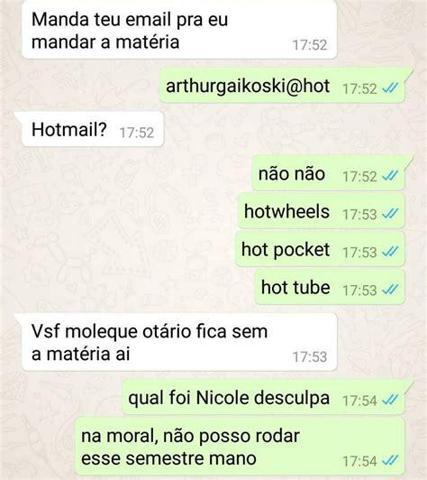 Manda teu email pra eu
mandar a matéria 17:52
arthurgaikoski@hot 17:52
Hotmail? 17:52
não não 17:52
hotwheels 17:53
hot pocket 17:53
hot tube 17:53
Vsf moleque otário fica sem
a matéria ai 17:53
qual foi Nicole desculpa 17:54
na moral, não posso rodar
esse semestre mano 17:54